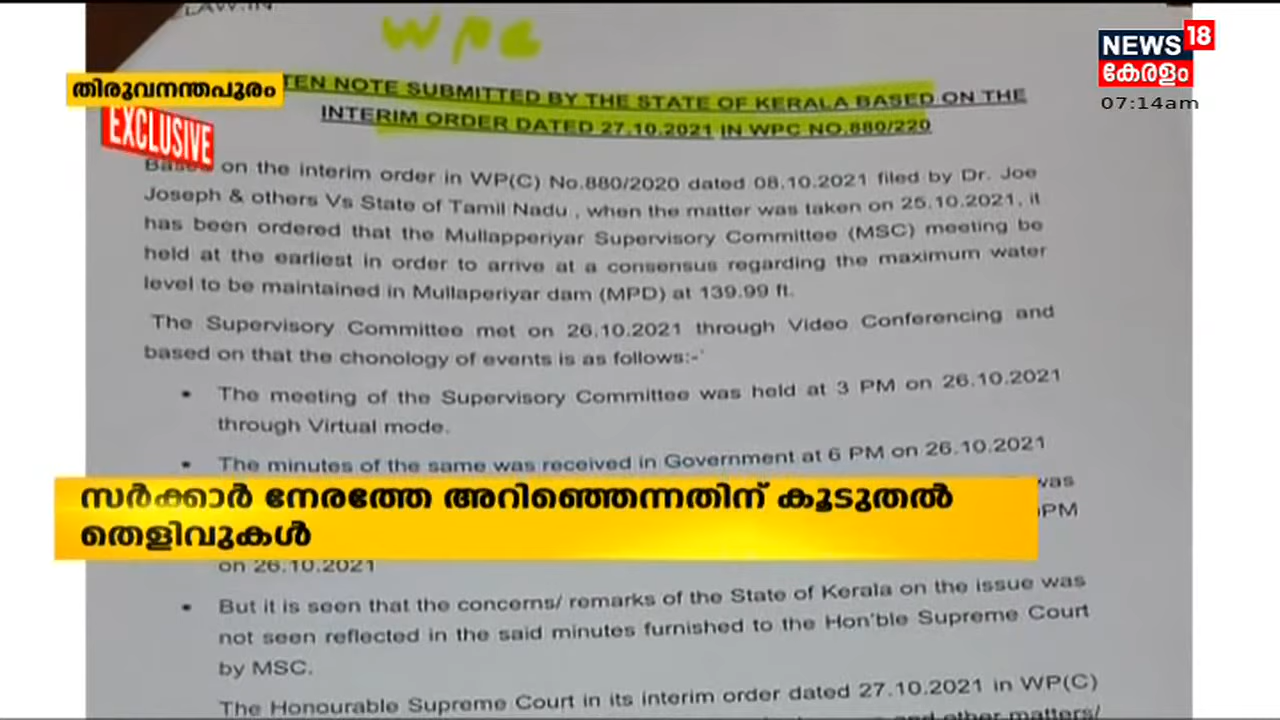 LAW.IN
WPC
NEWS 18
കേരളം
07:14am
തിരുവനന്തപുരം
EXCLUSIVE
TEN NOTE SUBMITTED BY THE STATE OF KERALA BASED ON THE
INTERIM ORDER DATED 27.10.2021 IN WPC NO.880/220
Based on the interim order in WP(C) No.880/2020 dated 08.10.2021 filed by Dr. Joe
Joseph & others Vs State of Tamil Nadu , when the matter was taken on 25.10.2021, it
has been ordered that the Mullapperiyar Supervisory Committee (MSC) meeting be
held at the earliest in order to arrive at a consensus regarding the maximum water
level to be maintained in Mullaperiyar dam (MPD) at 139.99 ft.
The Supervisory Committee met on 26.10.2021 through Video Conferencing and
based on that the chonology of events is as follows:-
• The meeting of the Supervisory Committee was held at 3 PM on 26.10.2021
through Virtual mode.
• The minutes of the same was received in Government at 6 PM on 26.10.2021
was
PM
സർക്കാർ നേരത്തേ അറിഞ്ഞെന്നതിന് കൂടുതൽ
തെളിവുകൾ
on 26.10.2021
• But it is seen that the concerns/ remarks of the State of Kerala on the issue was
not seen reflected in the said minutes furnished to the Hon'ble Supreme Court
by MSC.
The Honourable Supreme Court in its interim order dated 27.10.2021 in WP(C)
and other matters/